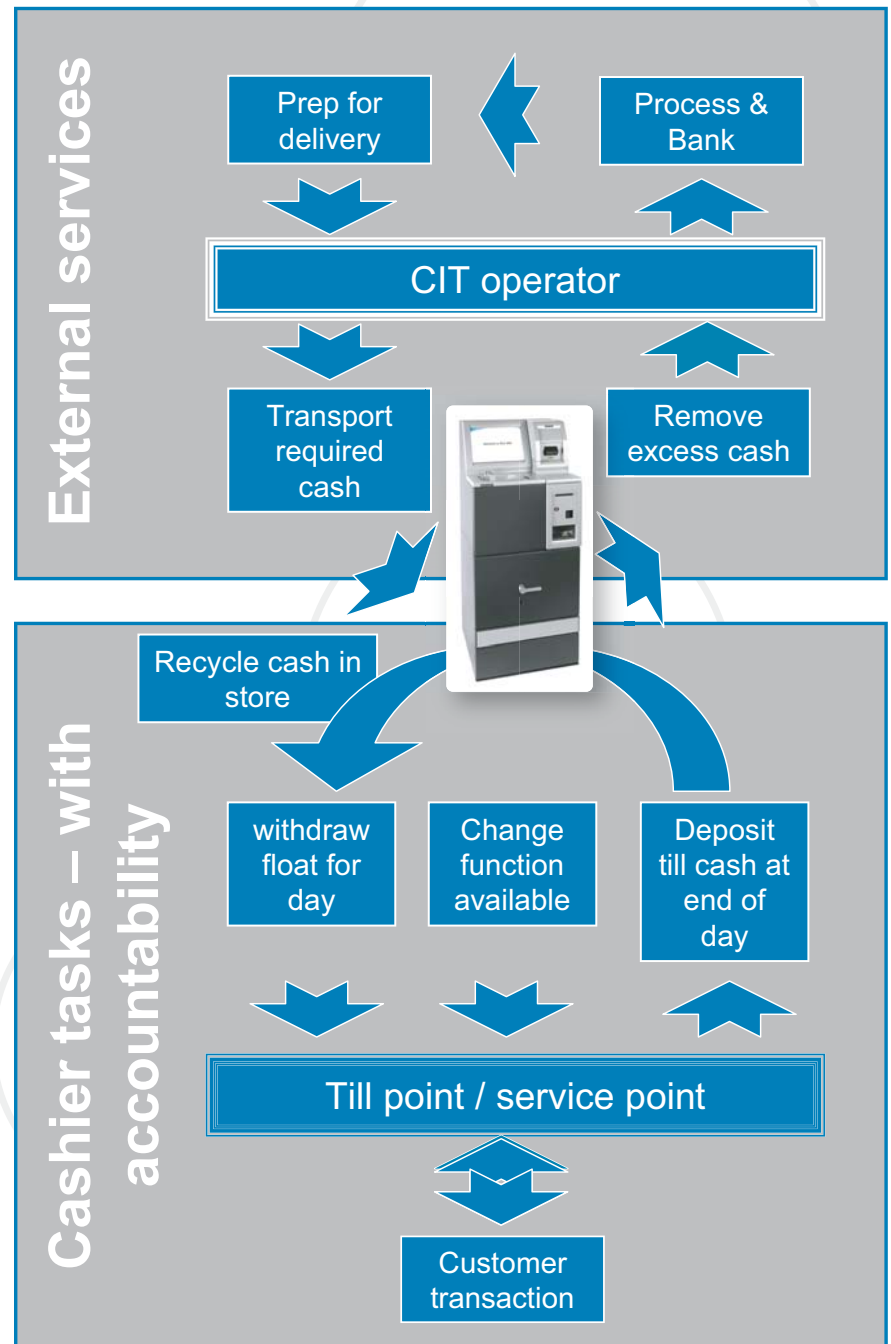 External services
Prep for
delivery
Process &
Bank
CIT operator
Transport
required
cash
Remove
excess cash
Cashier tasks – with
accountability
Recycle cash in
store
withdraw
float for
day
Change
function
available
Deposit
till cash at
end of
day
Till point / service point
Customer
transaction